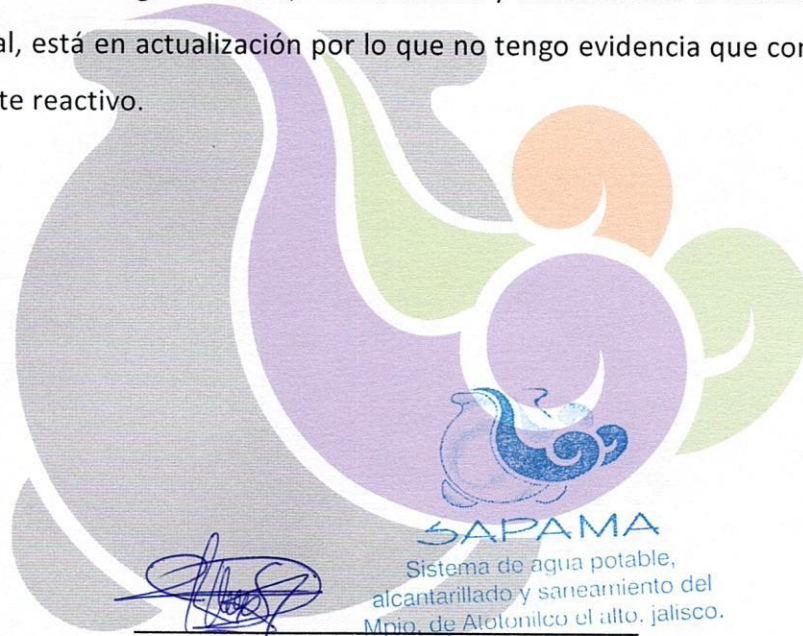 al, está en actualización por lo que no tengo evidencia que con
te reactivo.
SAPAMA
Sistema de agua potable,
alcantarillado y saneamiento del
Mpio. de Atotonilco el alto. jalisco.